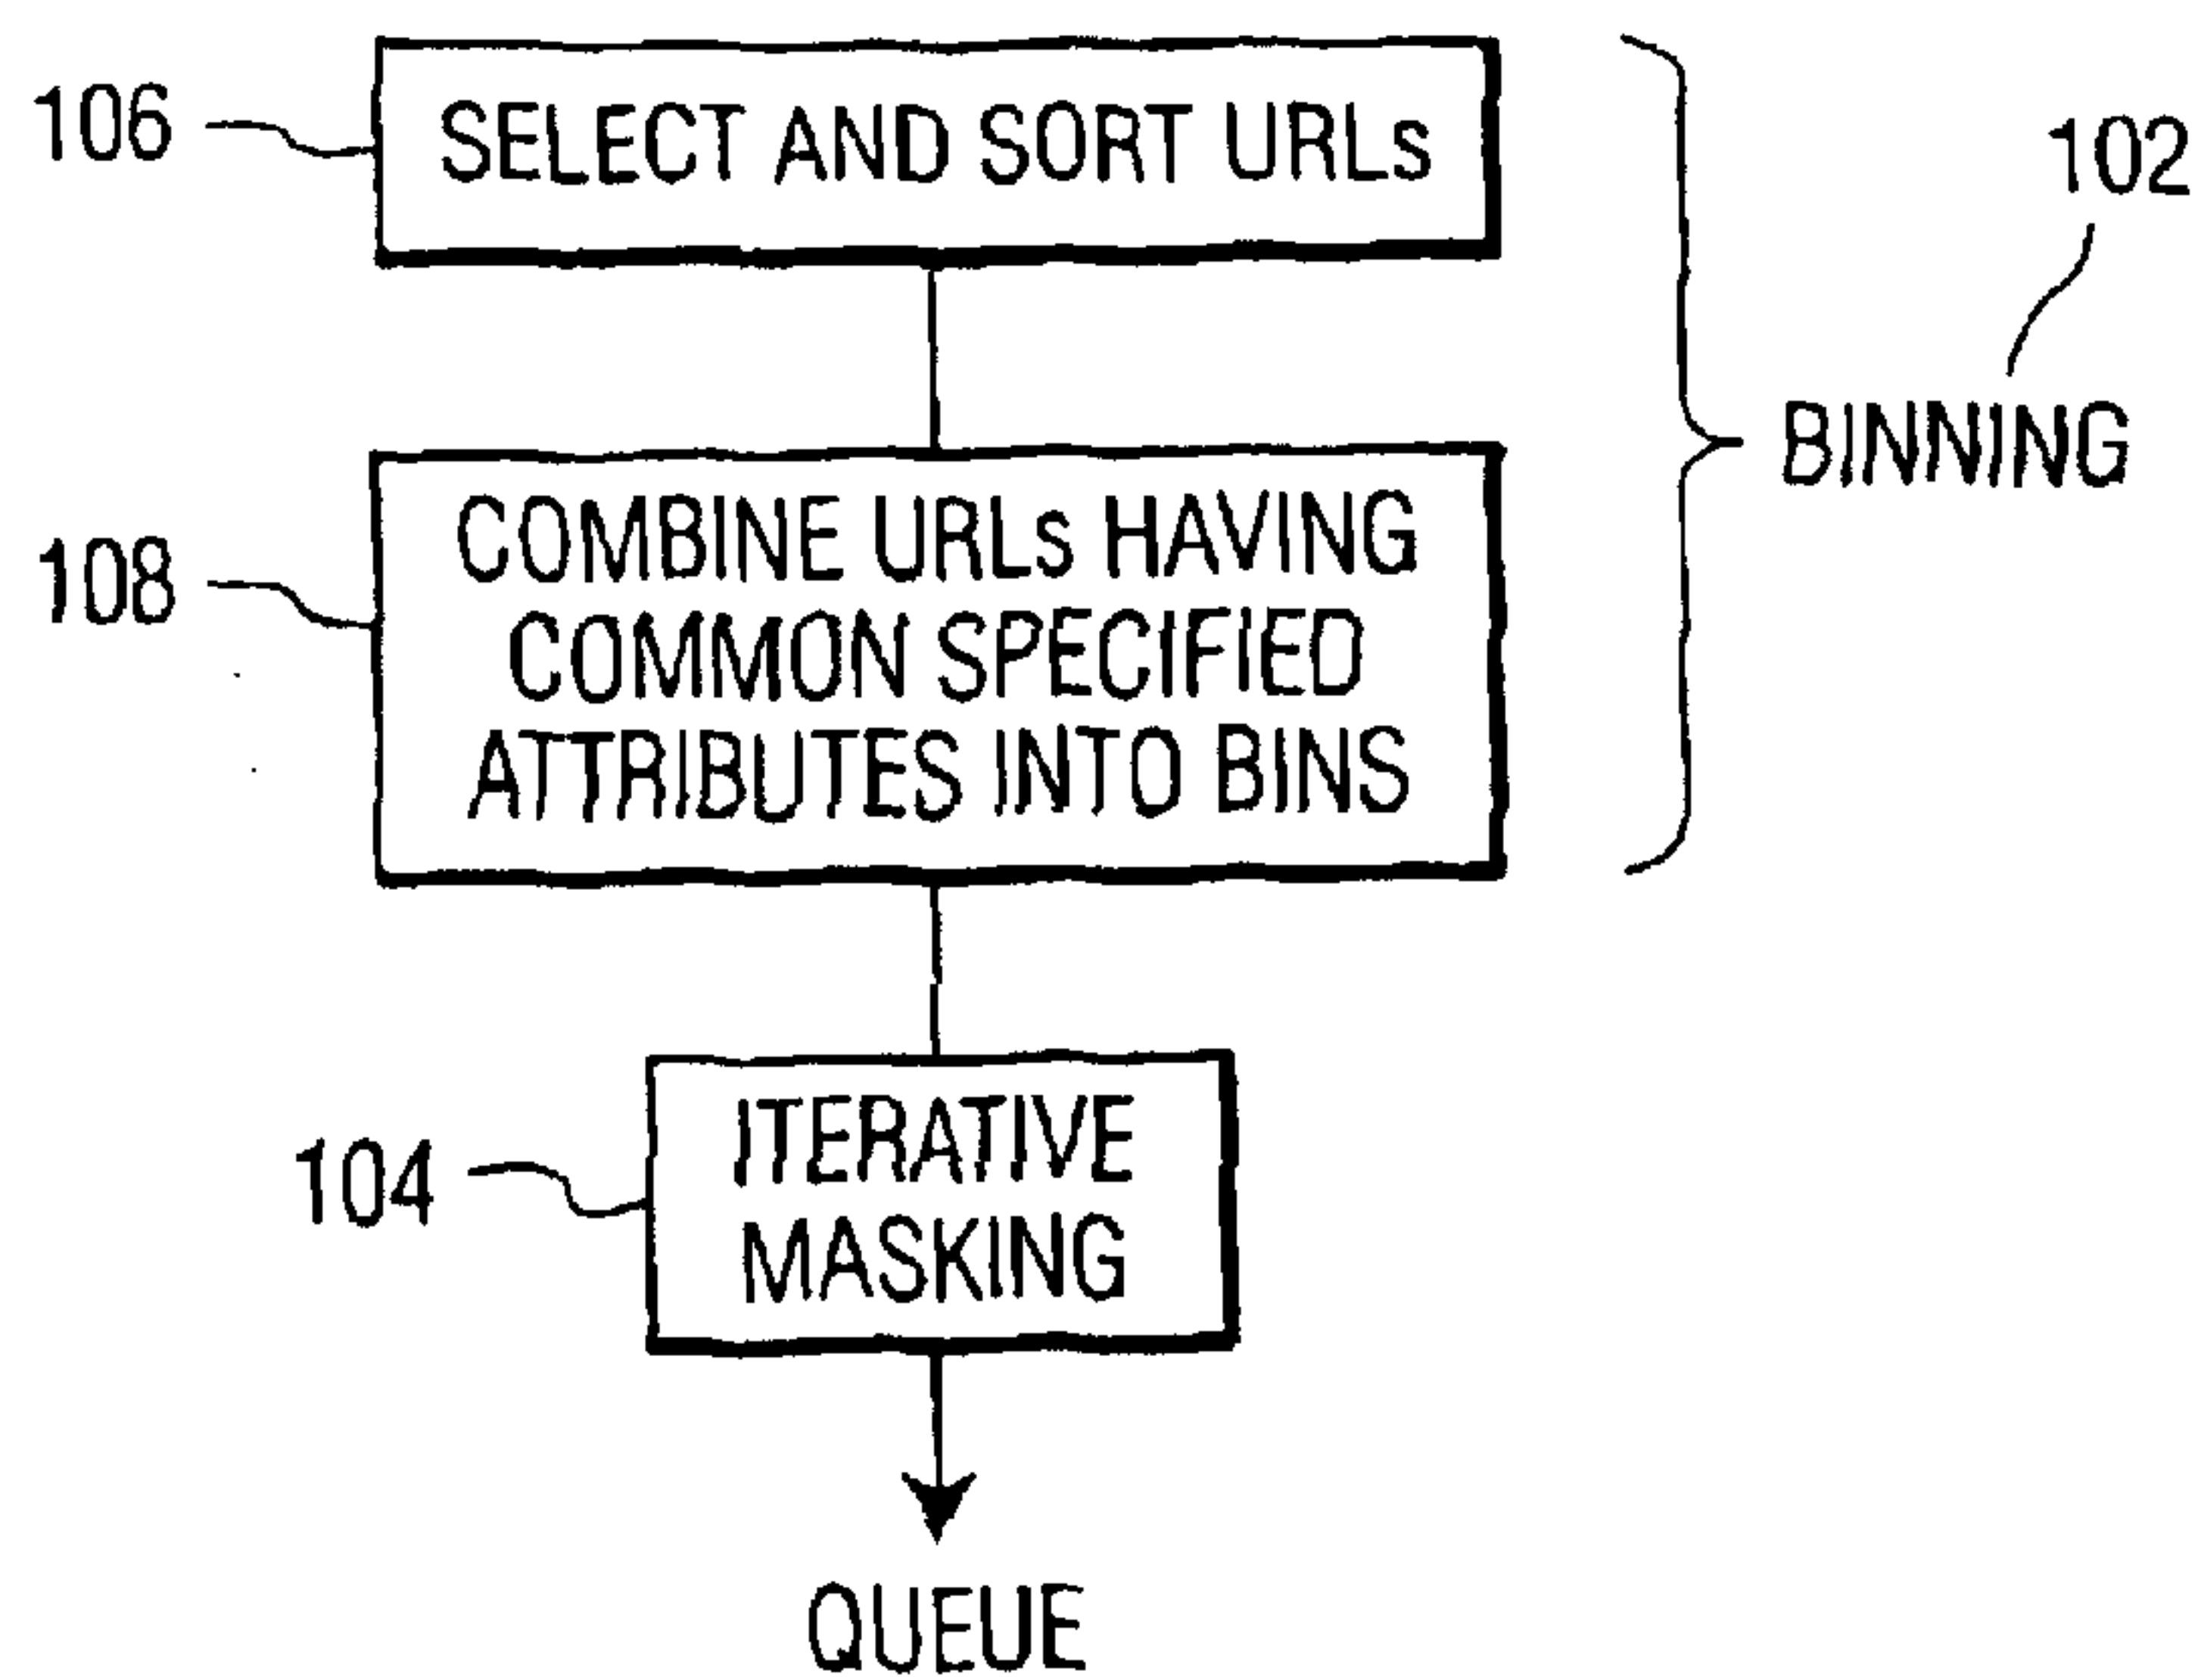 106
SELECT AND SORT URLs
102
BINNING
108
COMBINE URLs HAVING
COMMON SPECIFIED
ATTRIBUTES INTO BINS
104
ITERATIVE
MASKING
QUEUE